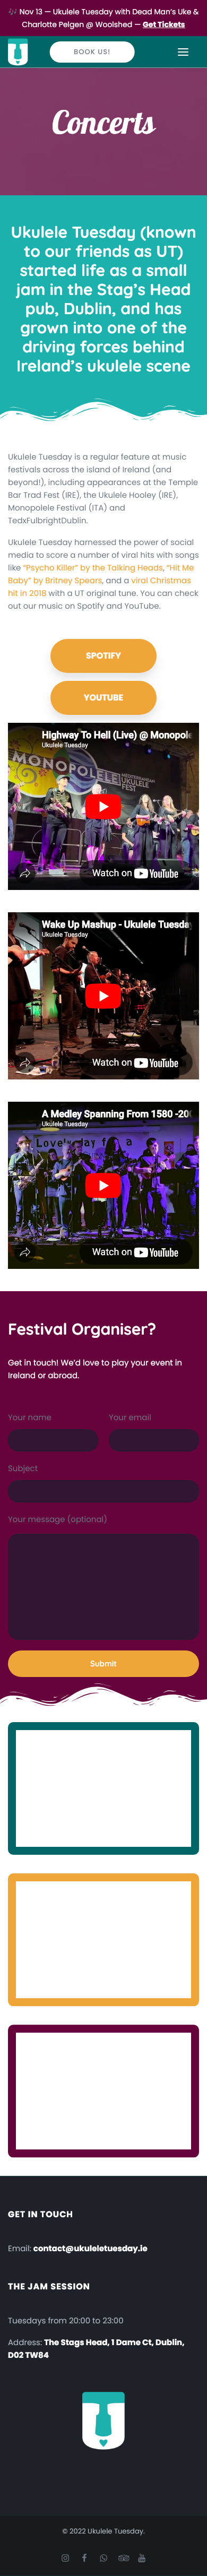 🎶 Nov 13 — Ukulele Tuesday with Dead Man's Uke &
Charlotte Pelgen @ Woolshed — Get Tickets
BOOK US!
Concerts
Ukulele Tuesday (known
to our friends as UT)
started life as a small
jam in the Stag's Head
pub, Dublin, and has
grown into one of the
driving forces behind
Ireland's ukulele scene
Ukulele Tuesday is a regular feature at music
festivals across the island of Ireland (and
beyond!), including appearances at the Temple
Bar Trad Fest (IRE), the Ukulele Hooley (IRE),
Monopolele Festival (ITA) and
TedxFulbrightDublin.
Ukulele Tuesday harnessed the power of social
media to score a number of viral hits with songs
like "Psycho Killer" by the Talking Heads, "Hit Me
Baby" by Britney Spears, and a viral Christmas
hit in 2018 with a UT original tune. You can check
out our music on Spotify and YouTube.
SPOTIFY
YOUTUBE
Highway To Hell (Live) @ Monopole
Ukulele Tuesday
MONOPOLELE
FEST
Watch on YouTube
Wake Up Mashup - Ukulele Tuesda
Ukulele Tuesday
Watch on YouTube
A Medley Spanning From 1580 -20
Ukulele Tuesday
Lovely day for a
Watch on YouTube
Festival Organiser?
Get in touch! We'd love to play your event in
Ireland or abroad.
Your name Your email
Subject
Your message (optional)
Submit
GET IN TOUCH
Email: contact@ukuleletuesday.ie
THE JAM SESSION
Tuesdays from 20:00 to 23:00
Address: The Stags Head, 1 Dame Ct, Dublin,
D02 TW84
© 2022 Ukulele Tuesday.